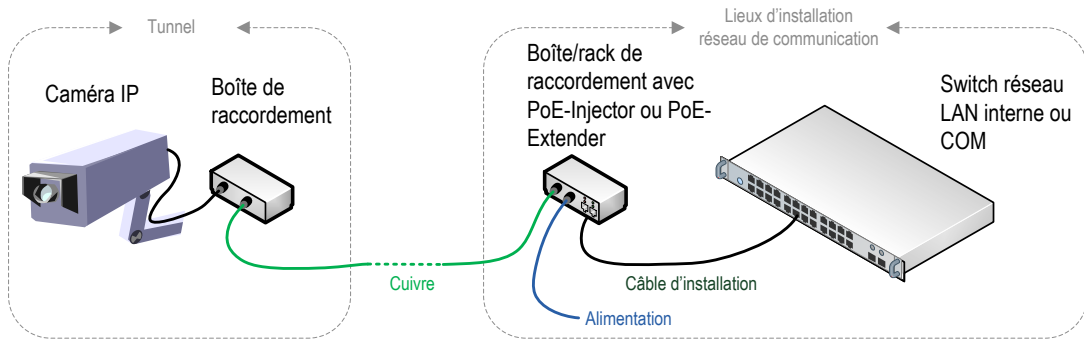 Tunnel
Lieux d'installation
réseau de communication
Caméra IP
Boîte de
raccordement
Boîte/rack de
raccordement avec
PoE-Injector ou PoE-
Extender
Switch réseau
LAN interne ou
COM
Cuivre
Câble d'installation
Alimentation